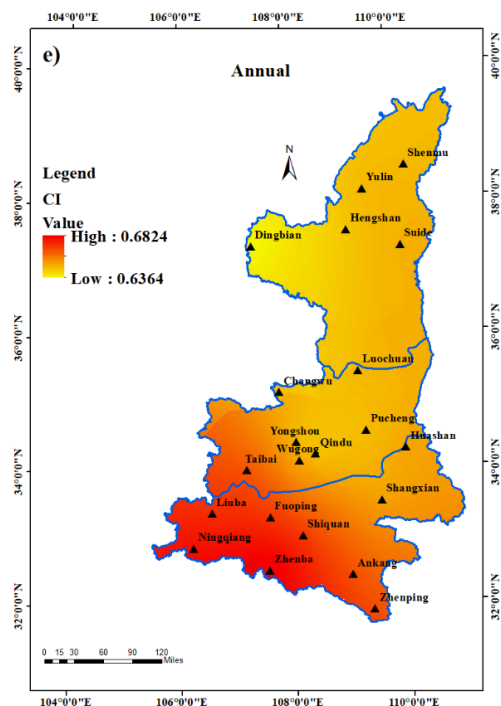 104°0'0"E 106°0'0"E 108°0'0"E 110°0'0"E
e)
Annual
40°0'0"N
40°0'0"N
N
Legend
CI
Value
High : 0.6824
Low : 0.6364
Shenmu
Yulin
Hengshan
Suide
Dingbian
38°0'0"N
38°0'0"N
36°0'0"N
36°0'0"N
Luochuan
Changwu
Pucheng
Yongshou
Qindu
Huashan
Wugong
Taibai
34°0'0"N
34°0'0"N
Shangxian
Liuba
Fuoping
Shiquan
Ningqiang
Zhenba
Ankang
Zhenping
32°0'0"N
32°0'0"N
0 15 30 60 90 120
Miles
104°0'0"E 106°0'0"E 108°0'0"E 110°0'0"E